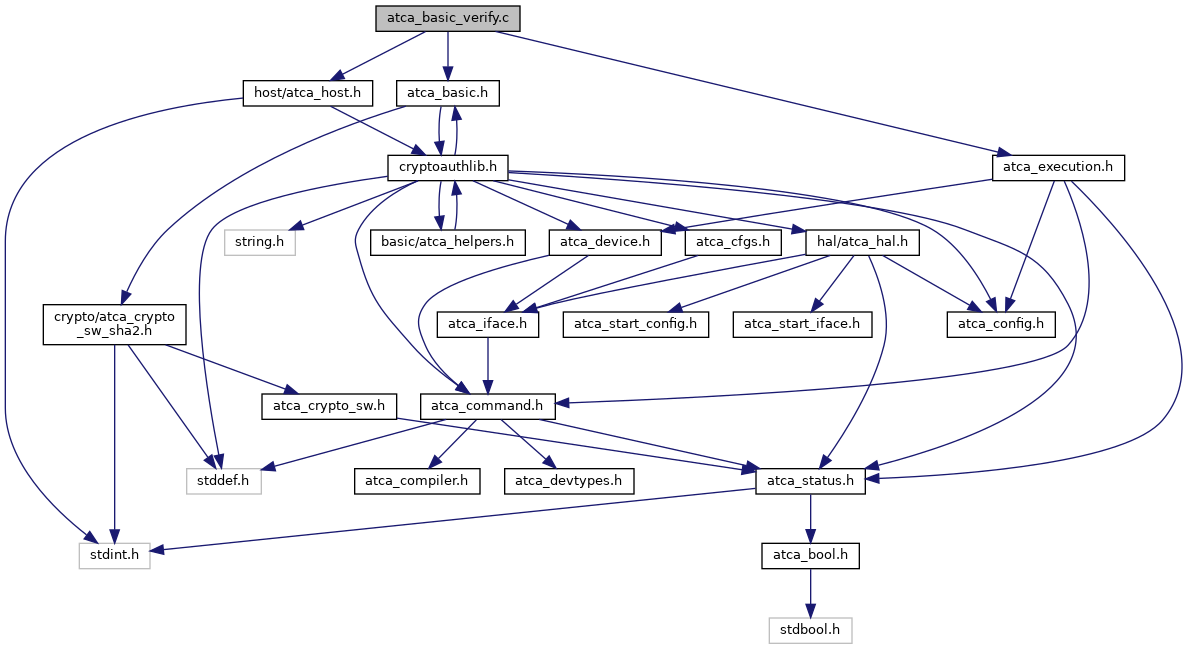 atca_basic_verify.c
host/atca_host.h
atca_basic.h
cryptoauthlib.h
atca_execution.h
string.h
basic/atca_helpers.h
atca_device.h
atca_cfgs.h
hal/atca_hal.h
crypto/atca_crypto
_sw_sha2.h
atca_iface.h
atca_start_config.h
atca_start_iface.h
atca_config.h
atca_crypto_sw.h
atca_command.h
stddef.h
atca_compiler.h
atca_devtypes.h
atca_status.h
stdint.h
atca_bool.h
stdbool.h